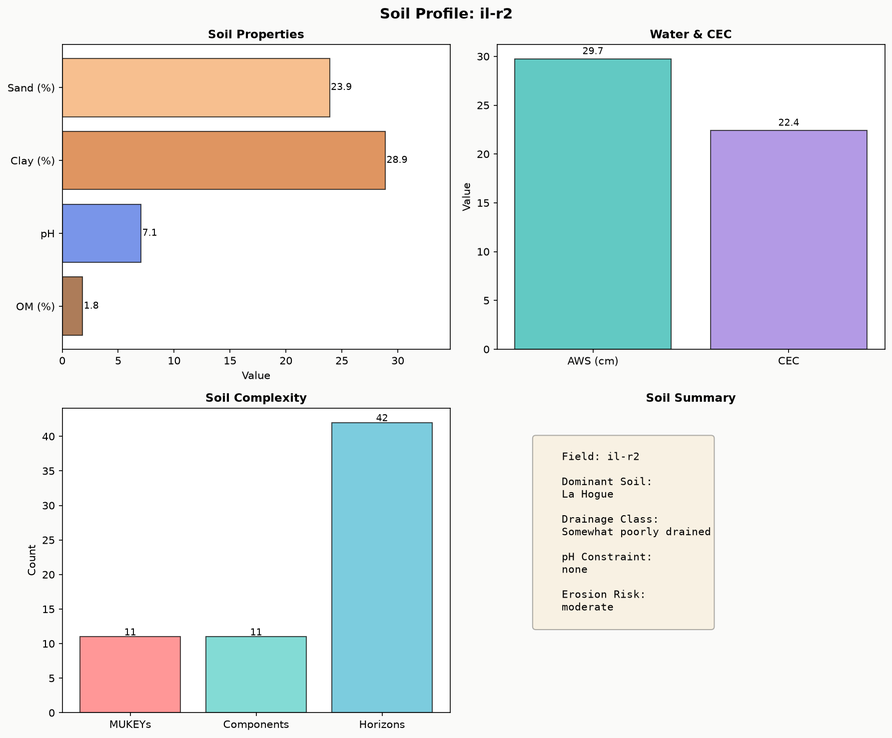 Soil Profile: il-r2
Soil Properties
Sand (%)
23.9
Clay (%)
28.9
pH
7.1
OM (%)
1.8
0 5 10 15 20 25 30
Value
Water & CEC
Value
30
25
20
15
10
5
0
29.7
22.4
AWS (cm) CEC
Soil Complexity
Count
40
35
30
25
20
15
10
5
0
11
11
42
MUKEYs Components Horizons
Soil Summary
Field: il-r2
Dominant Soil:
La Hogue
Drainage Class:
Somewhat poorly drained
pH Constraint:
none
Erosion Risk:
moderate